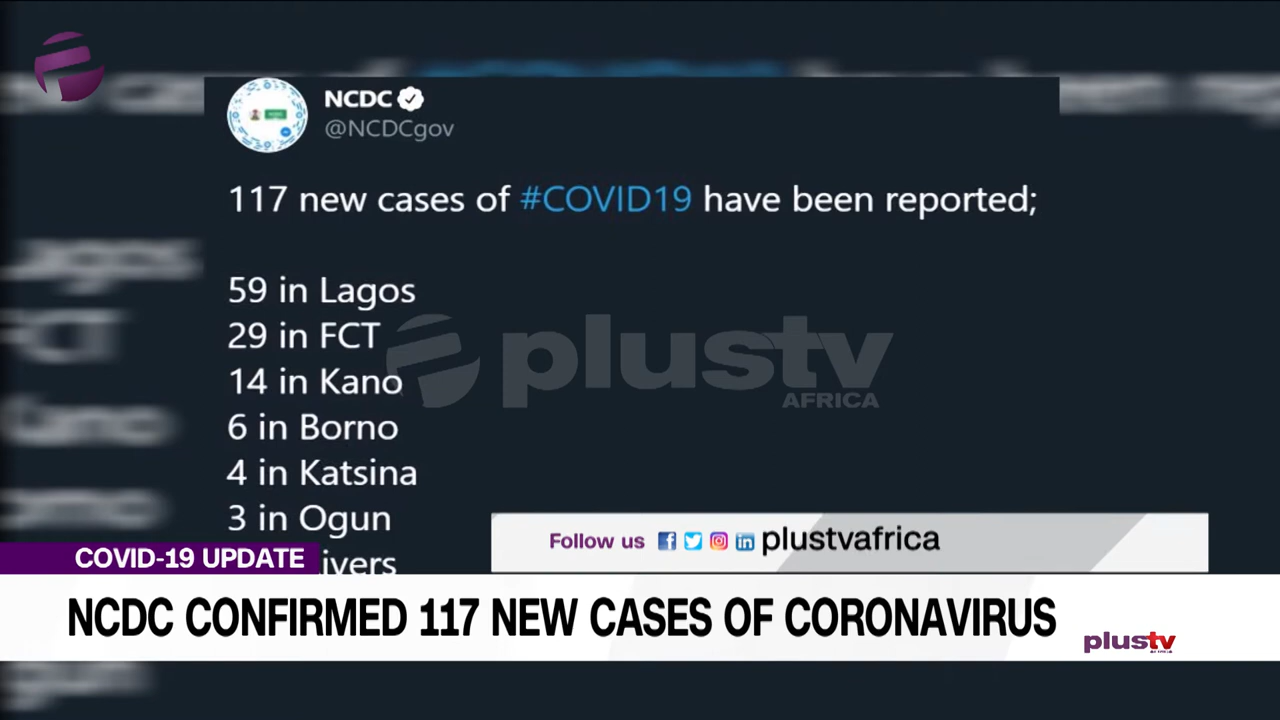 NCDC
@NCDCgov
117 new cases of #COVID19 have been reported;
59 in Lagos
29 in FCT
14 in Kano
6 in Borno
4 in Katsina
3 in Ogun
plustv
AFRICA
Follow us plustvafrica
COVID-19 UPDATE
NCDC CONFIRMED 117 NEW CASES OF CORONAVIRUS
plustv